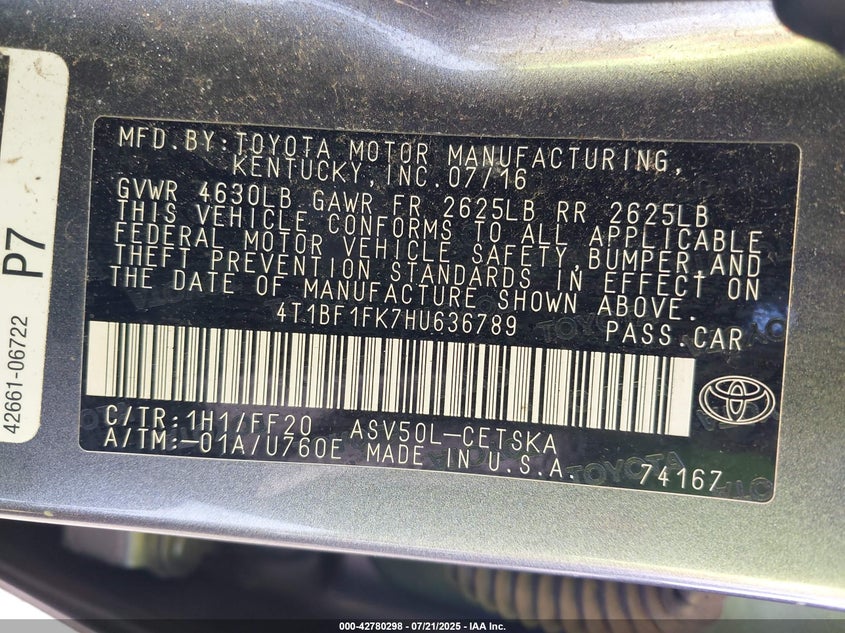 MFD.BY:TOYOTA MOTOR MANUFACTURING,
KENTUCKY,INC.07/16
GVWR 4630LB GAWR FR 2625LB RR 2625LB
THIS VEHICLE CONFORMS TO ALL APPLICABLE
FEDERAL MOTOR VEHICLE SAFETY,BUMPER,AND
THEFT PREVENTION STANDARDS IN EFFECT ON
THE DATE OF MANUFACTURE SHOWN ABOVE.
4T1BF1FK7HU636789 PASS.CAR
C/TR:1H1/FF20 ASV50L-CETSKA
A/TM:-01A/U760E MADE IN U.S.A. 74167
TOYOTA
42661-06722 P7
000-42780298 - 07/21/2025 - IAA Inc.